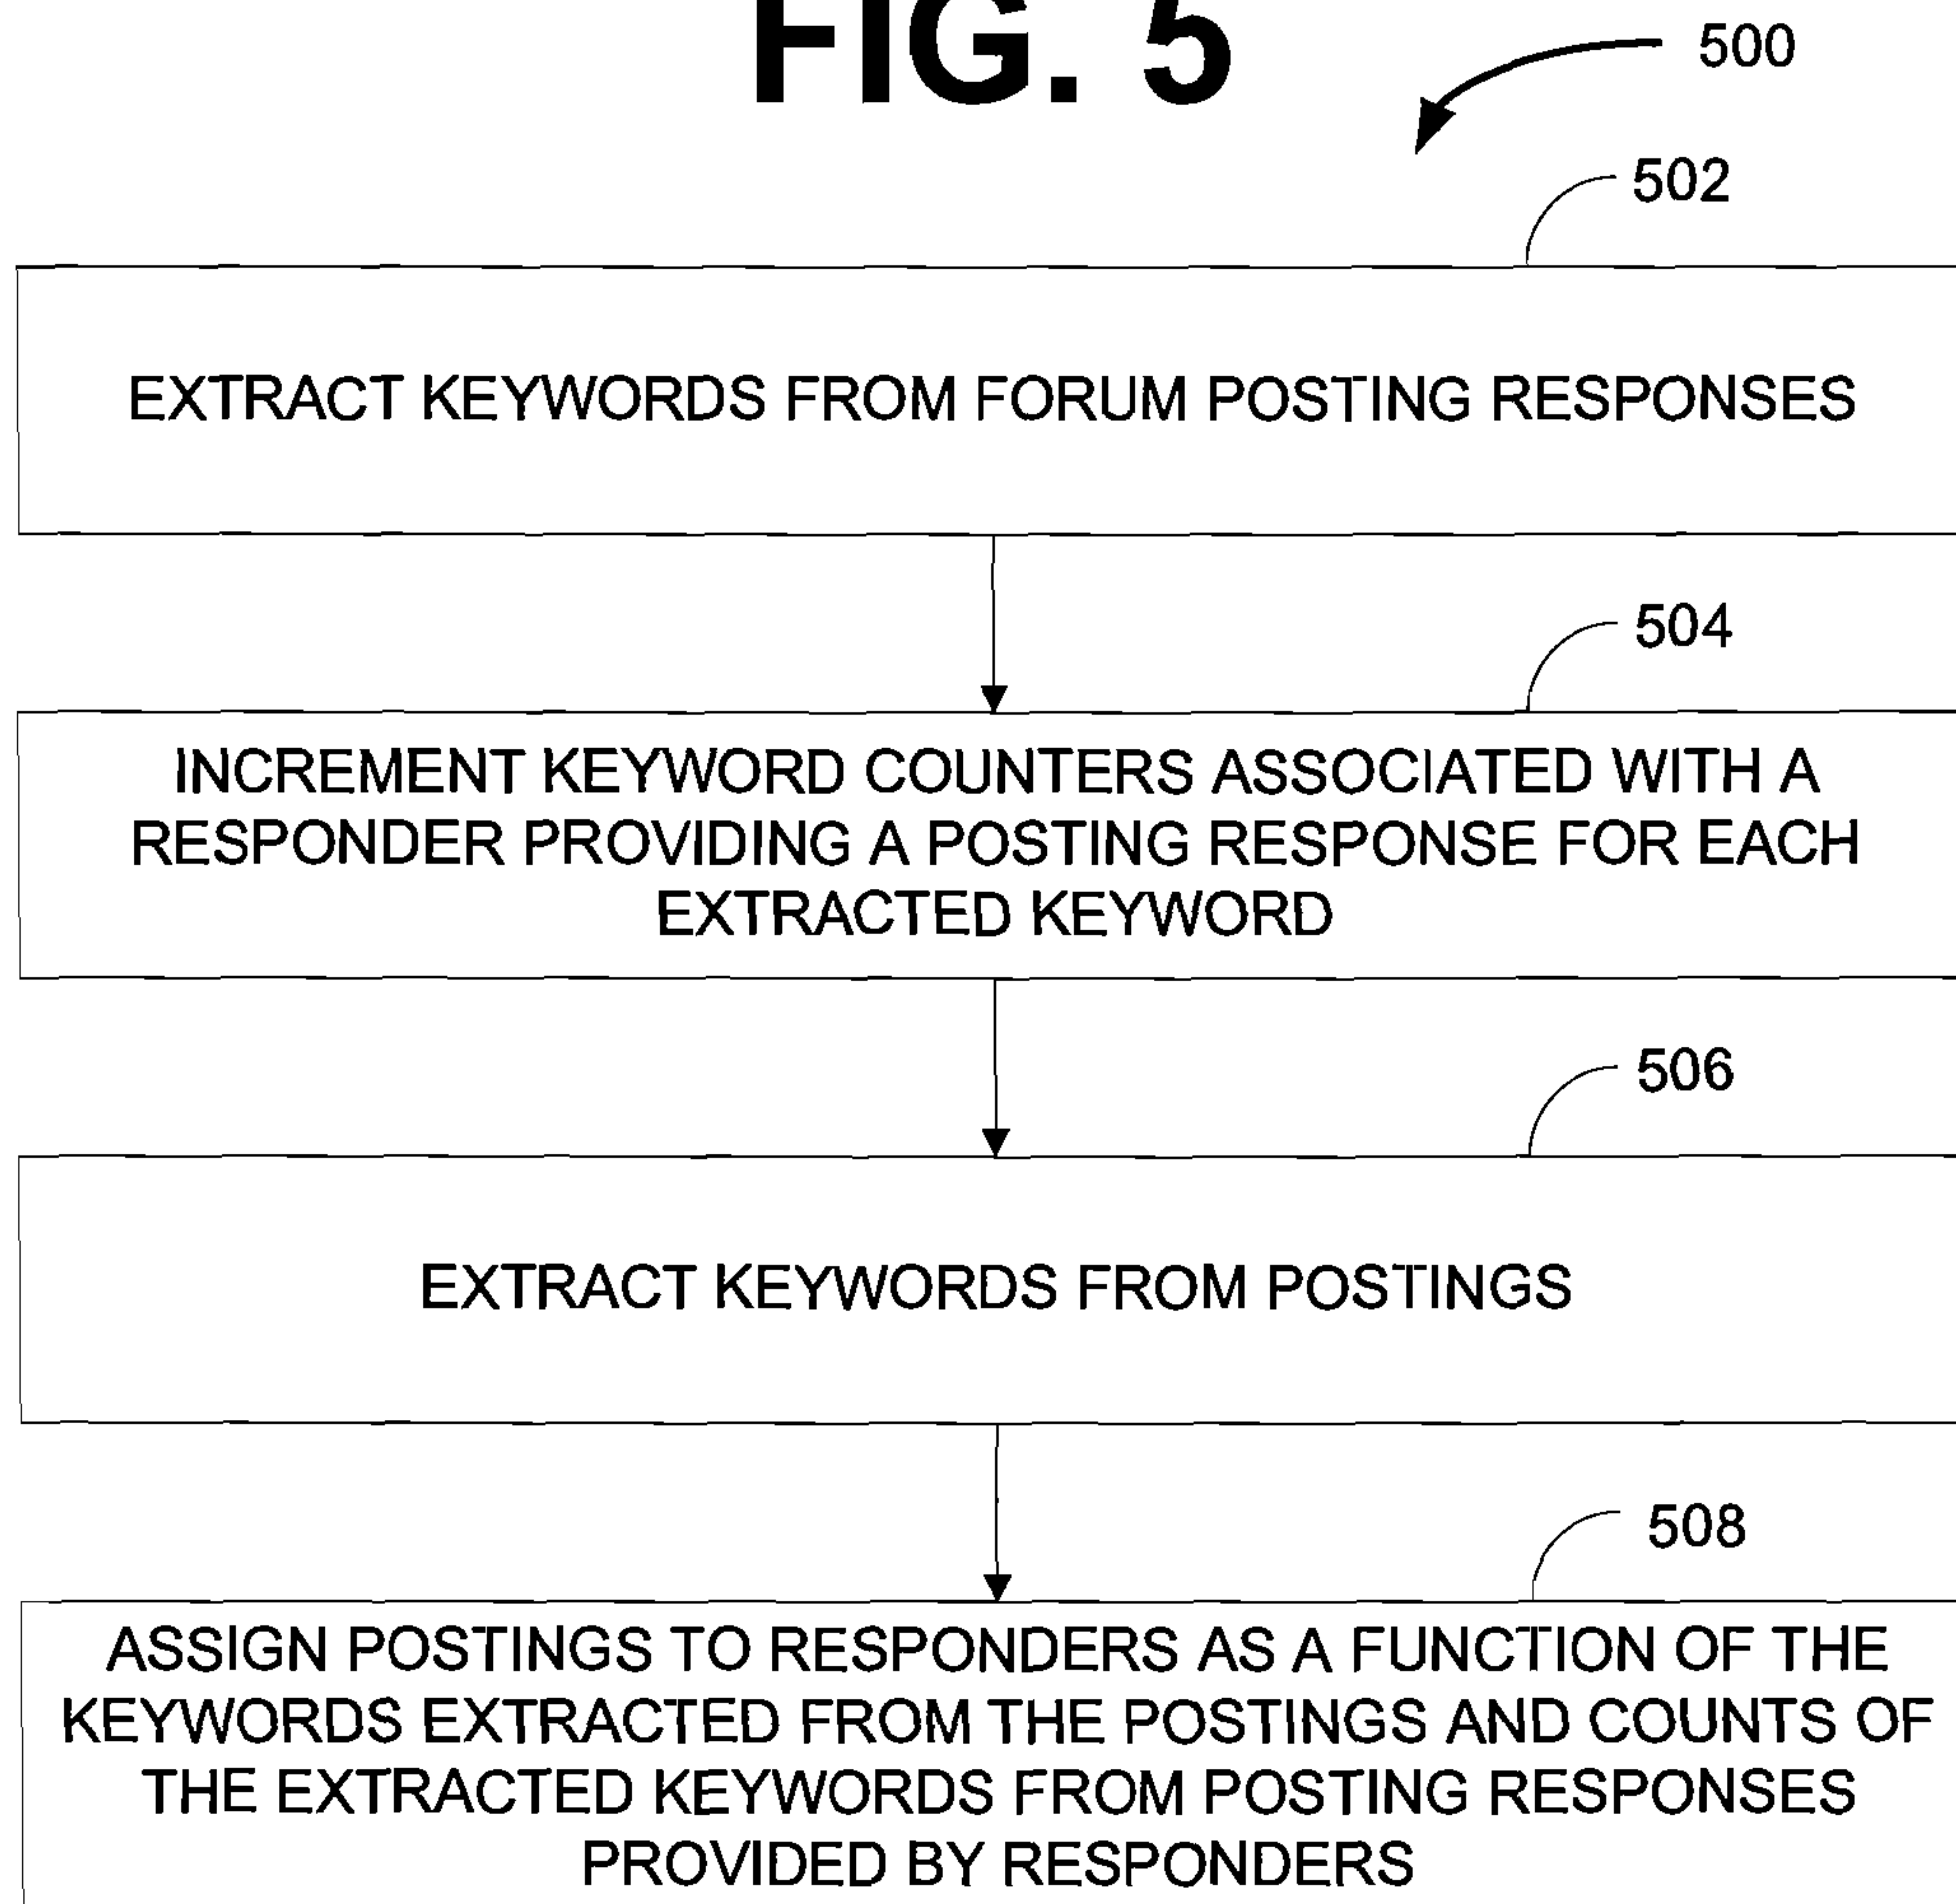 FIG. 5
500
502
EXTRACT KEYWORDS FROM FORUM POSTING RESPONSES
504
INCREMENT KEYWORD COUNTERS ASSOCIATED WITH A
RESPONDER PROVIDING A POSTING RESPONSE FOR EACH
EXTRACTED KEYWORD
506
EXTRACT KEYWORDS FROM POSTINGS
508
ASSIGN POSTINGS TO RESPONDERS AS A FUNCTION OF THE
KEYWORDS EXTRACTED FROM THE POSTINGS AND COUNTS OF
THE EXTRACTED KEYWORDS FROM POSTING RESPONSES
PROVIDED BY RESPONDERS